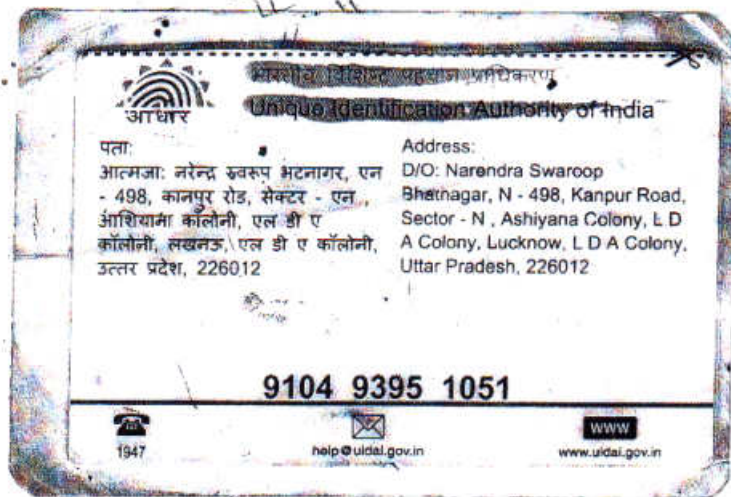 भारतीय विशिष्ट पहचान प्राधिकरण
Unique Identification Authority of India
आधार
पता:
आत्मजा: नरेन्द्र स्वरूप भटनागर, एन
- 498, कानपुर रोड, सेक्टर - एन ,
आशियाना कॉलोनी, एल डी ए
कॉलोनी, लखनऊ, एल डी ए कॉलोनी,
उत्तर प्रदेश, 226012
Address:
D/O: Narendra Swaroop
Bhatnagar, N - 498, Kanpur Road,
Sector - N , Ashiyana Colony, L D
A Colony, Lucknow, L D A Colony,
Uttar Pradesh, 226012
9104 9395 1051
1947
help@uidai.gov.in
www
www.uidai.gov.in